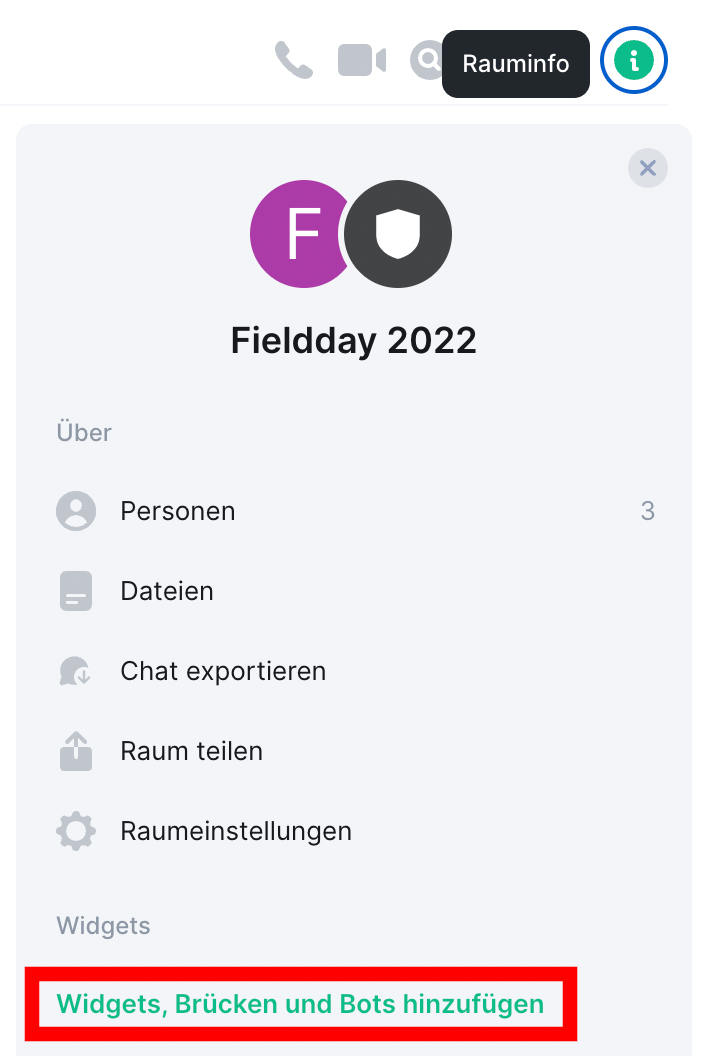 Rauminfo
F
Fieldday 2022
Über
Personen 3
Dateien
Chat exportieren
Raum teilen
Raumeinstellungen
Widgets
Widgets, Brücken und Bots hinzufügen